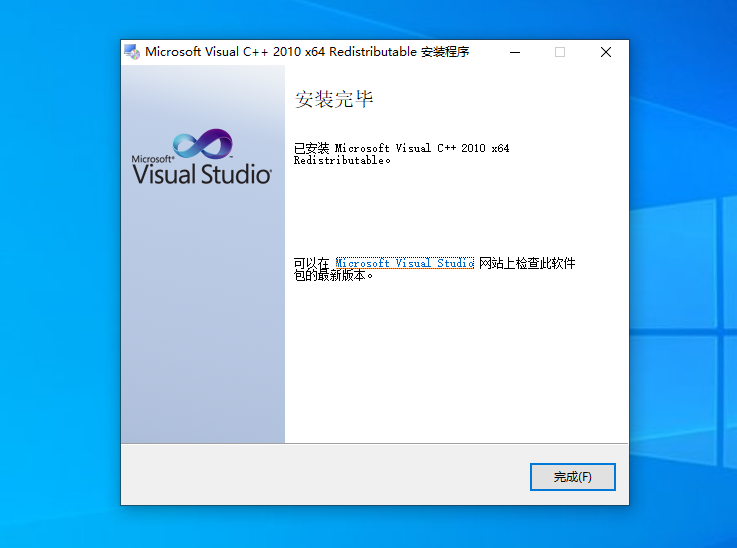 Microsoft Visual C++ 2010 x64 Redistributable 安装程序
安装完毕
Microsoft®
Visual Studio®
已安装 Microsoft Visual C++ 2010 x64
Redistributable。
可以在 Microsoft Visual Studio 网站上检查此软件
包的最新版本。
完成(F)